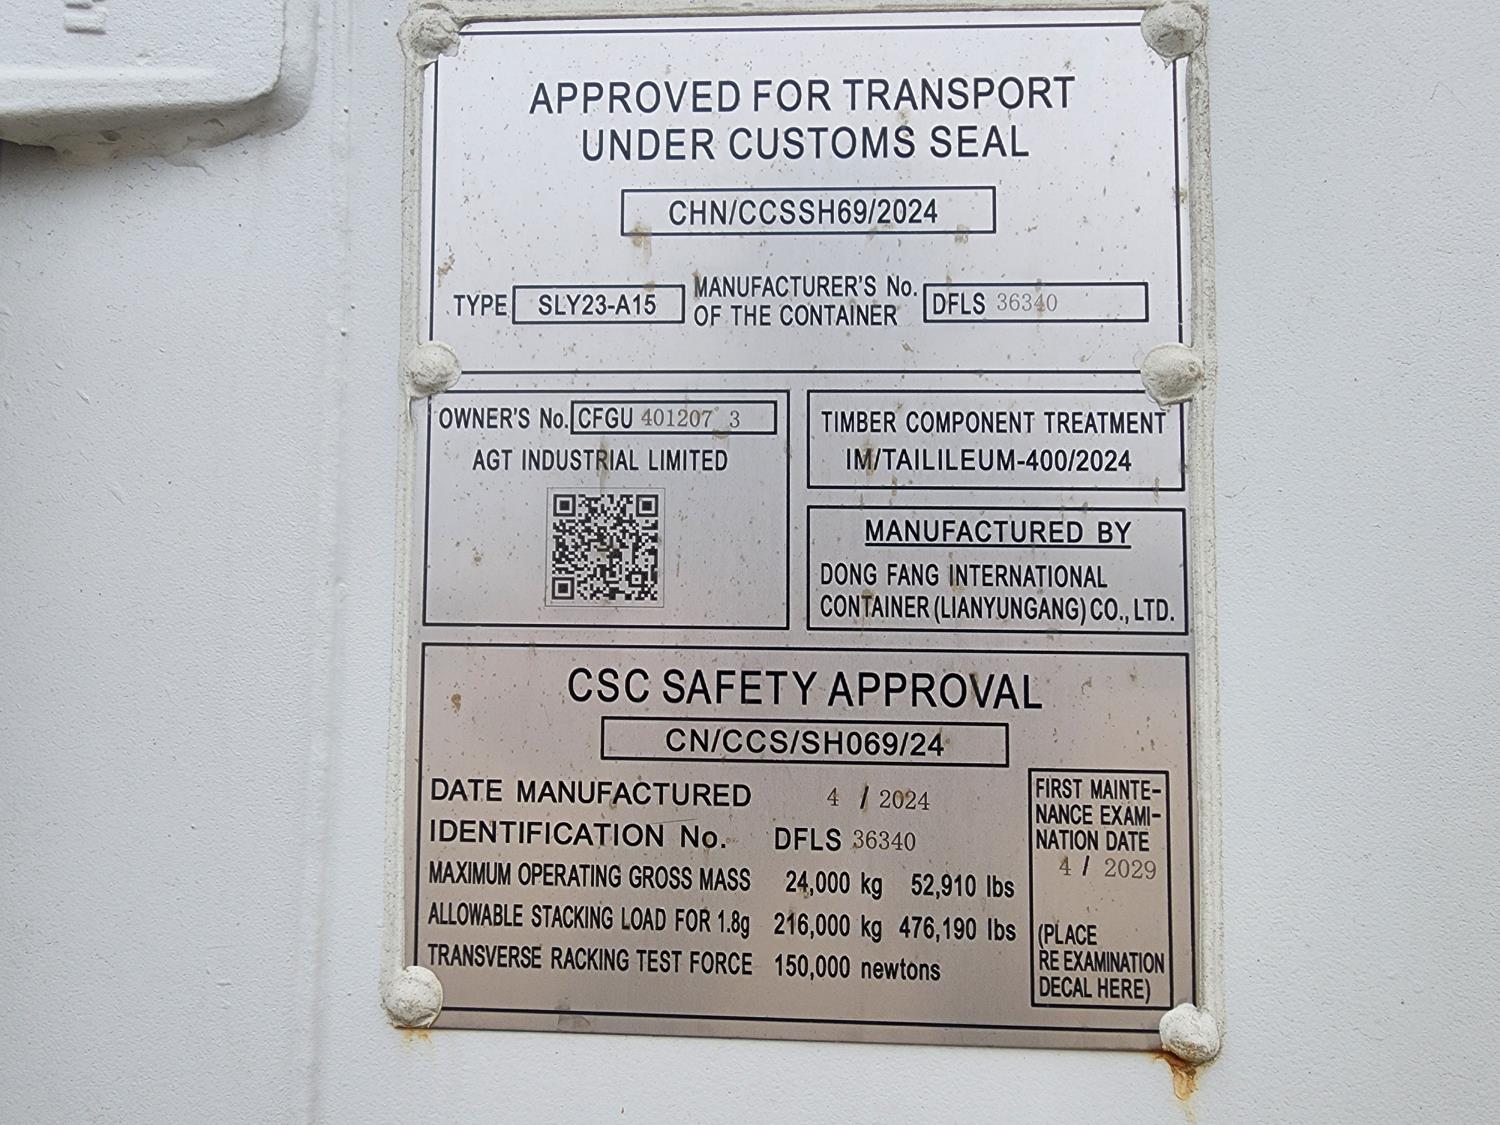 APPROVED FOR TRANSPORT
UNDER CUSTOMS SEAL
CHN/CCSSH69/2024
TYPE SLY23-A15 MANUFACTURER'S No. OF THE CONTAINER DFLS 36340
OWNER'S No. CFGU 401207 3
AGT INDUSTRIAL LIMITED
TIMBER COMPONENT TREATMENT
IM/TAILILEUM-400/2024
MANUFACTURED BY
DONG FANG INTERNATIONAL
CONTAINER (LIANYUNGANG) CO., LTD.
CSC SAFETY APPROVAL
CN/CCS/SH069/24
DATE MANUFACTURED 4 / 2024
IDENTIFICATION No. DFLS 36340
MAXIMUM OPERATING GROSS MASS 24,000 kg 52,910 lbs
ALLOWABLE STACKING LOAD FOR 1.8g 216,000 kg 476,190 lbs
TRANSVERSE RACKING TEST FORCE 150,000 newtons
FIRST MAINTE-
NANCE EXAMI-
NATION DATE
4 / 2029
(PLACE
RE EXAMINATION
DECAL HERE)